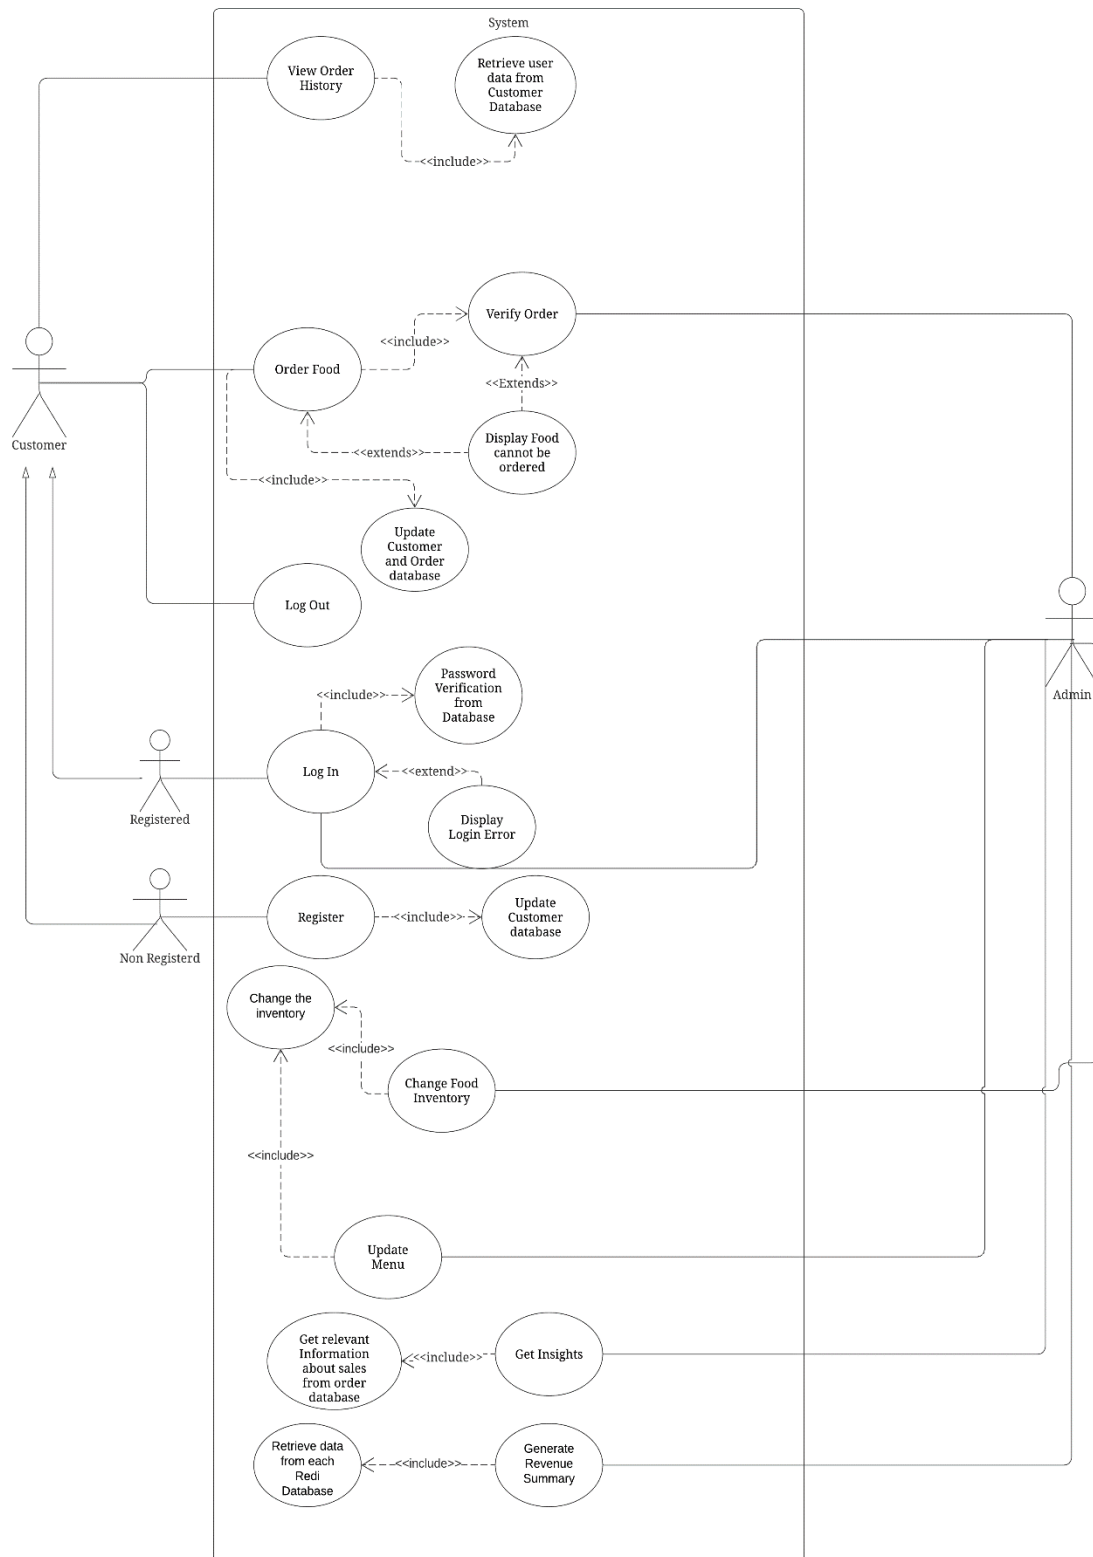 System
View Order
History
Retrieve user
data from
Customer
Database
<<include>>
Verify Order
<<include>>
Order Food
<<Extends>>
Customer
Display Food
cannot be
ordered
<<extends>>
<<include>>
Update
Customer
and Order
database
Log Out
Password
Verification
from
Database
<<include>>
Admin
Log In
<<extend>>
Registered
Display
Login Error
Register
<<include>>
Update
Customer
database
Non Registerd
Change the
inventory
<<include>>
Change Food
Inventory
<<include>>
Update
Menu
Get relevant
Information
about sales
from order
database
<<include>>
Get Insights
Retrieve data
from each
Redi
Database
<<include>>
Generate
Revenue
Summary